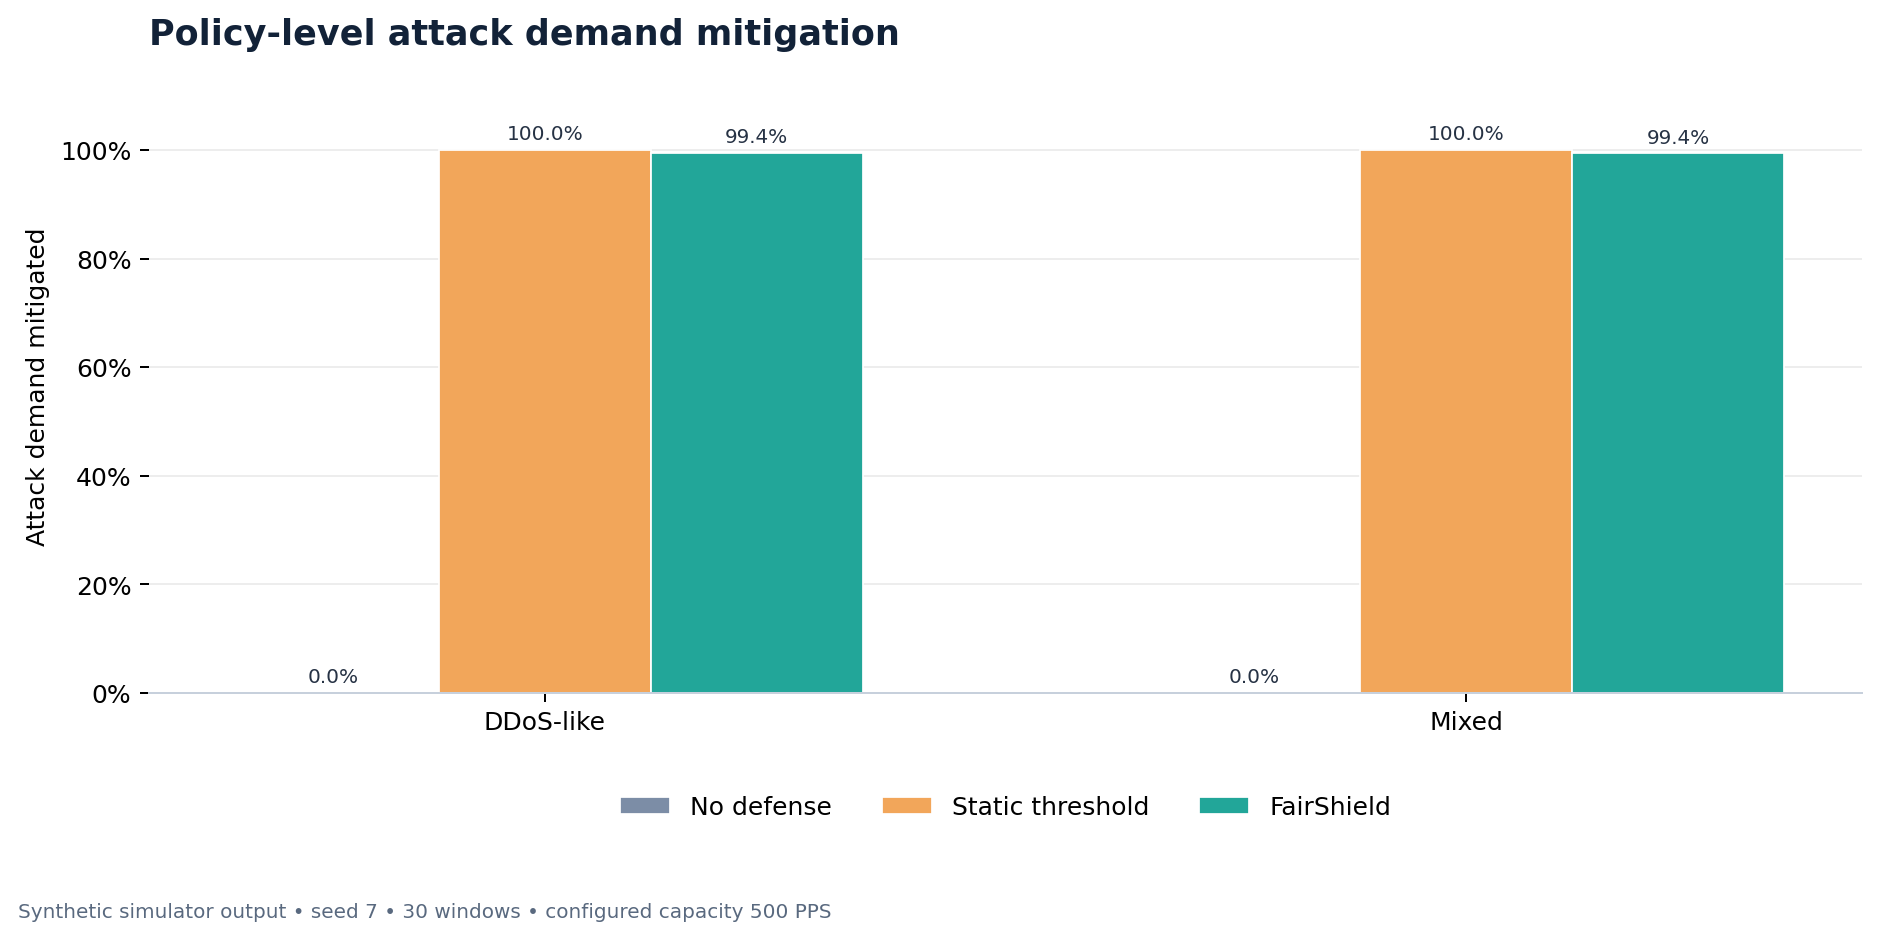 Policy-level attack demand mitigation
Attack demand mitigated
100%
80%
60%
40%
20%
0%
0.0%
100.0%
99.4%
0.0%
100.0%
99.4%
DDoS-like
Mixed
No defense
Static threshold
FairShield
Synthetic simulator output • seed 7 • 30 windows • configured capacity 500 PPS